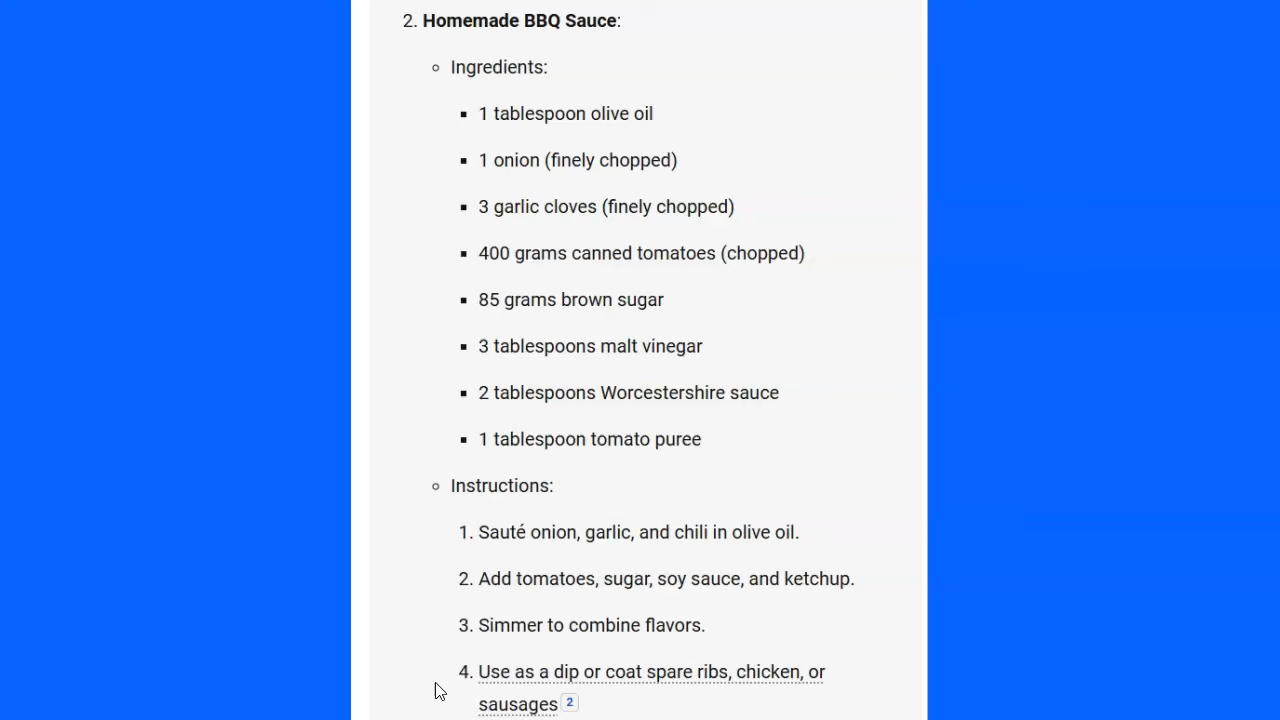 2. Homemade BBQ Sauce:
Ingredients:
1 tablespoon olive oil
1 onion (finely chopped)
3 garlic cloves (finely chopped)
400 grams canned tomatoes (chopped)
85 grams brown sugar
3 tablespoons malt vinegar
2 tablespoons Worcestershire sauce
1 tablespoon tomato puree
Instructions:
1. Sauté onion, garlic, and chili in olive oil.
2. Add tomatoes, sugar, soy sauce, and ketchup.
3. Simmer to combine flavors.
4. Use as a dip or coat spare ribs, chicken, or
sausages 2